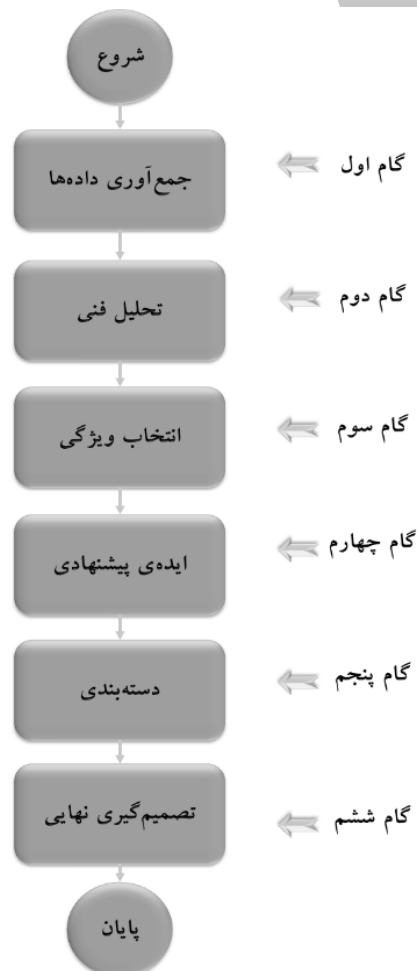 شروع
گام اول
جمع‌آوری داده‌ها
گام دوم
تحلیل فنی
گام سوم
انتخاب ویژگی
گام چهارم
ایده‌ی پیشنهادی
گام پنجم
دسته‌بندی
گام ششم
تصمیم‌گیری نهایی
پایان